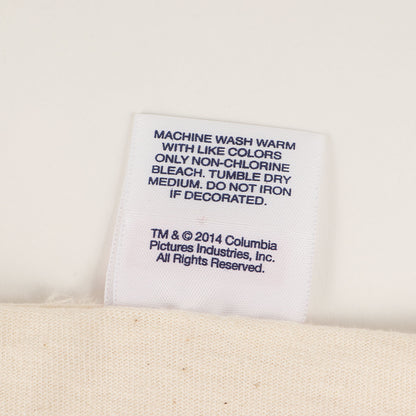 MACHINE WASH WARM
WITH LIKE COLORS
ONLY NON-CHLORINE
BLEACH. TUMBLE DRY
MEDIUM. DO NOT IRON
IF DECORATED.
TM & © 2014 Columbia
Pictures Industries, Inc.
All Rights Reserved.